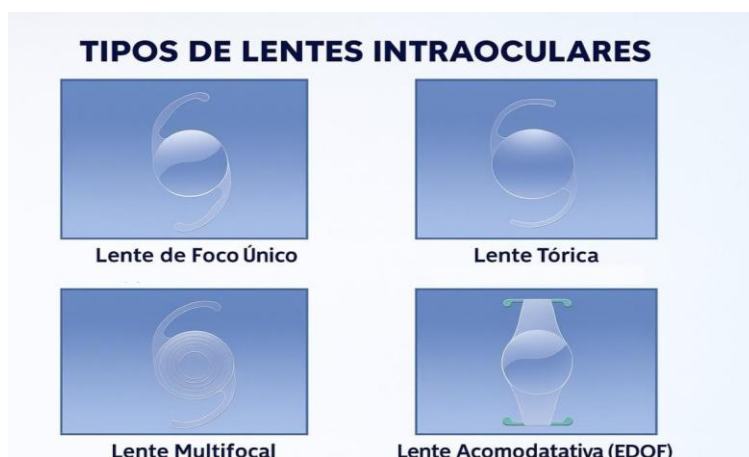 TIPOS DE LENTES INTRAOCULARES
Lente de Foco Único
Lente Tórica
Lente Multifocal
Lente Acomodatativa (EDOF)